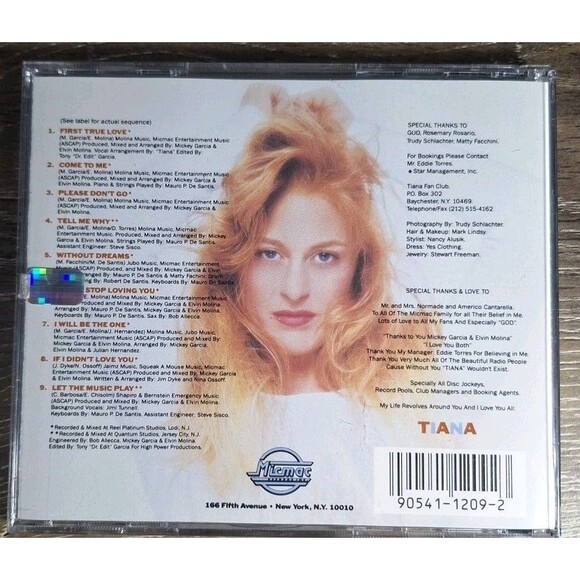 (See label for actual sequence)
1. FIRST TRUE LOVE*
(M. Garcia/E. Molina) Molina Music, Micmac Entertainment Music
(ASCAP) Produced, Mixed and Arranged By: Mickey Garcia &
Elvin Molina. Vocal Arrangement By: "Tiana" Edited By:
Tony "Dr. Edit" Garcia.
2. COME TO ME*
(M. Garcia/E. Molina) Molina Music, Micmac Entertainment Music
(ASCAP) Produced, Mixed and Arranged By: Mickey Garcia &
Elvin Molina. Piano & Strings Played By: Mauro P. De Santis.
3. PLEASE DON'T GO*
(M. Garcia/E. Molina) Molina Music, Micmac Entertainment Music
(ASCAP) Produced, Mixed and Arranged By: Mickey Garcia &
Elvin Molina.
4. TELL ME WHY**
(M. Garcia/E. Molina/D. Torres) Molina Music, Micmac
Entertainment Music (ASCAP) Produced, Mixed and Arranged By: Mickey Garcia
& Elvin Molina. Strings Played By: Mauro P. De Santis.
Assistant Engineer: Steve Sisco.
5. WITHOUT DREAMS*
(M. Facchini/M. De Santis) Jubo Music, Micmac Entertainment
(ASCAP) Produced, and Mixed By: Mickey Garcia &
Elvin Molina. Arranged By: Mauro P. De Santis & Matty Fachini, Drum
By: Robert De Santis. Keyboards By: Mauro
STOP LOVING YOU*
E. Molina) Molina Music, Micmac Entertainment Music
Produced, Mixed and Arranged By: Mickey Garcia &
Elvin Molina. Keyboards By: Mauro P. De Santis. Sax By: Bob Allecca.
7. I WILL BE THE ONE*
(M. Garcia/E. Molina/J. Hernandez) Molina Music, Jubo Music,
Micmac Entertainment Music (ASCAP) Produced and Mixed By:
Mickey Garcia & Elvin Molina. Arranged By: Mickey Garcia,
Elvin Molina & Julian Hernandez.
8. IF I DIDN'T LOVE YOU*
(J. Dyke/N. Ossoff) Jaimo Music, Squeak A Mouse Music, Micmac
Entertainment Music (ASCAP) Produced and Mixed By: Mickey Garcia &
Elvin Molina. Written & Arranged By: Jim Dyke and Nina Ossoff.
9. LET THE MUSIC PLAY**
(C. Barbosa/E. Chisolm) Shapiro & Bernstein Emergency Music
(ASCAP) Produced, Mixed and Arranged By: Mickey Garcia & Elvin Molina.
Background Vocals: Jimi Tunnell.
Keyboards By: Mauro P. De Santis. Assistant Engineer: Steve Sisco.
* Recorded & Mixed At Reel Platinum Studios, Lodi, N.J.
** Recorded & Mixed At Quantum Studios, Jersey City, N.J.
Engineered By: Bob Allecca, Mickey Garcia & Elvin Molina.
Edited By: Tony "Dr. Edit" Garcia For High Power Productions.
SPECIAL THANKS TO
GOD, Rosemary Rosario,
Trudy Schlachter, Matty Facchini.
For Bookings Please Contact
Mr. Eddie Torres
Star Management, Inc.
Tiana Fan Club.
P.O. Box 302
Baychester, N.Y. 10469.
Telephone/Fax (212) 515-4162
Photography By: Trudy Schlachter.
Hair & Makeup: Mark Lindsy.
Stylist: Nancy Alusik.
Dress: Yes Clothing.
Jewelry: Stewart Freeman.
SPECIAL THANKS & LOVE TO
Mr. and Mrs. Normade and Americo Cantarella.
To All Of The Micmac Family for all Their Belief in Me.
Lots of Love to All My Fans And Especially "GOD".
"Thanks to You Mickey Garcia & Elvin Molina"
"I Love You Both"
Thank You My Manager: Eddie Torres For Believing in Me.
Thank You Very Much All Of The Beautiful Radio People
Cause Without You "TIANA" Wouldn't Exist.
Specially All Disc Jockeys,
Record Pools, Club Managers and Booking Agents.
My Life Revolves Around You And I Love You All:
TIANA
Micmac
166 Fifth Avenue • New York, N.Y. 10010
90541-1209-2